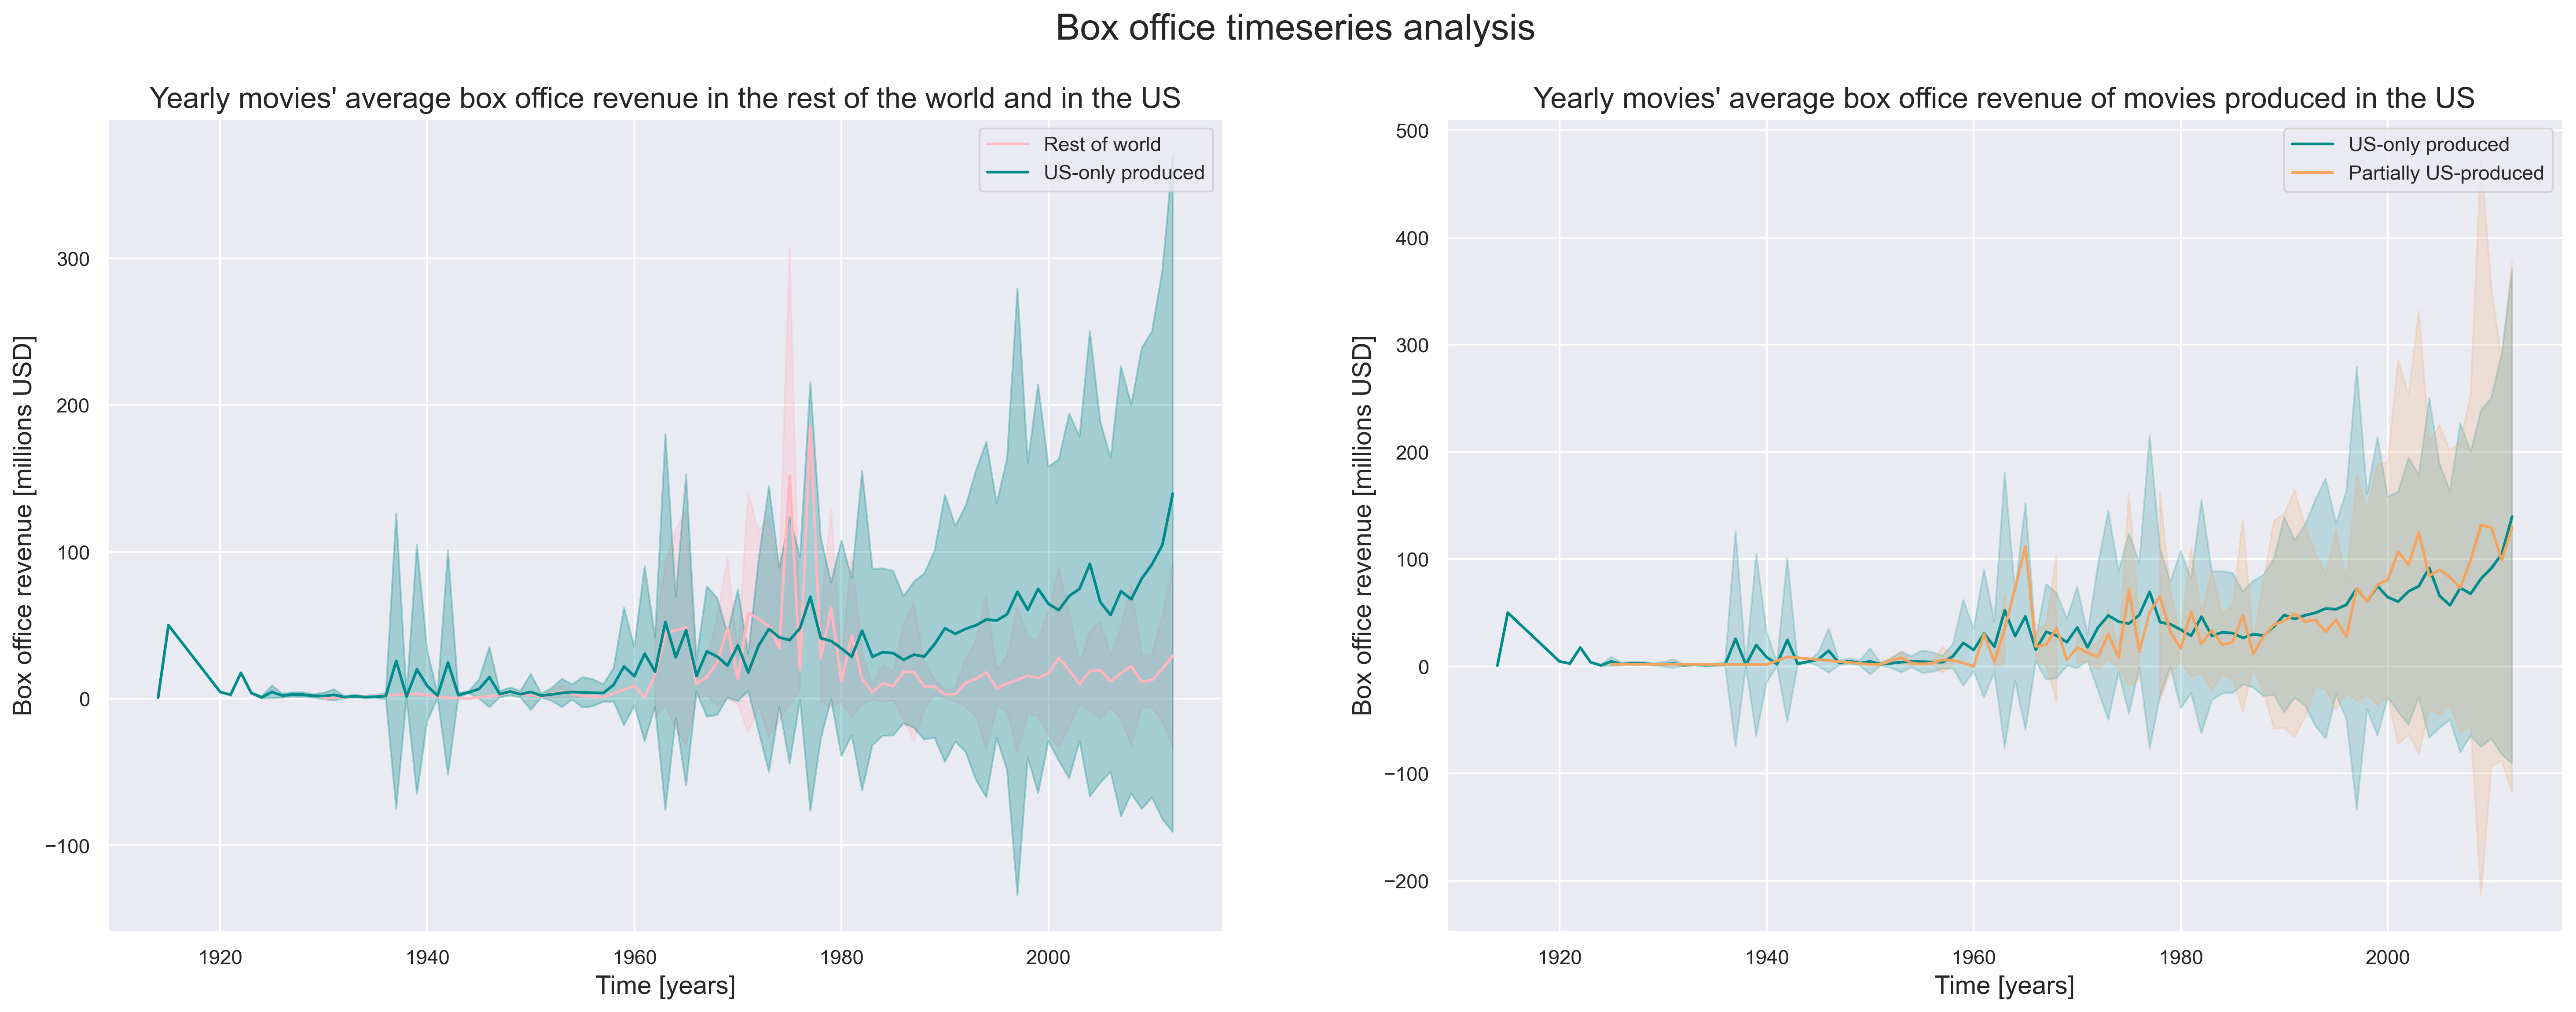 Box office timeseries analysis
Yearly movies' average box office revenue in the rest of the world and in the US
Rest of world
US-only produced
300
200
100
0
−100
Box office revenue [millions USD]
1920 1940 1960 1980 2000
Time [years]
Yearly movies' average box office revenue of movies produced in the US
US-only produced
Partially US-produced
500
400
300
200
100
0
−100
−200
Box office revenue [millions USD]
1920 1940 1960 1980 2000
Time [years]